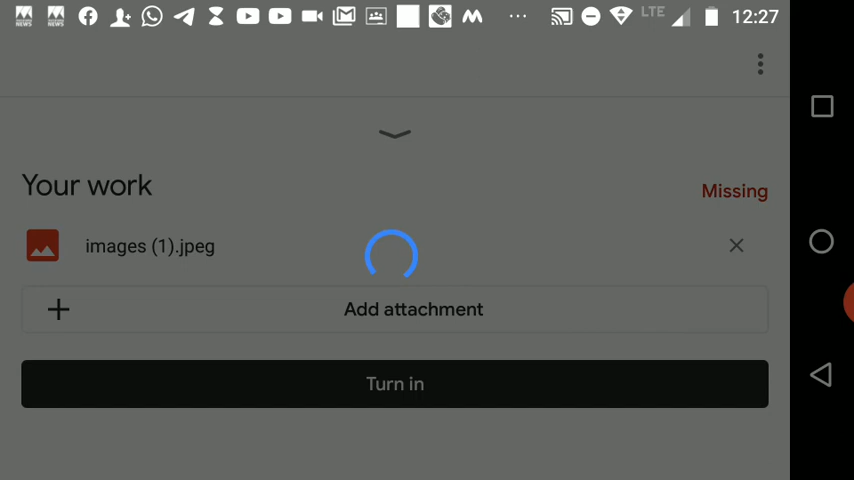 LTE 12:27
Your work
Missing
images (1).jpeg
Add attachment
Turn in